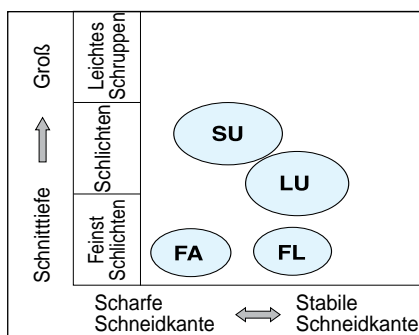 Groß
Schnitttiefe
Leichtes
Schruppen
Schlichten
Feinst
Schlichten
SU
LU
FA
FL
Scharfe
Schneidkante
Stabile
Schneidkante